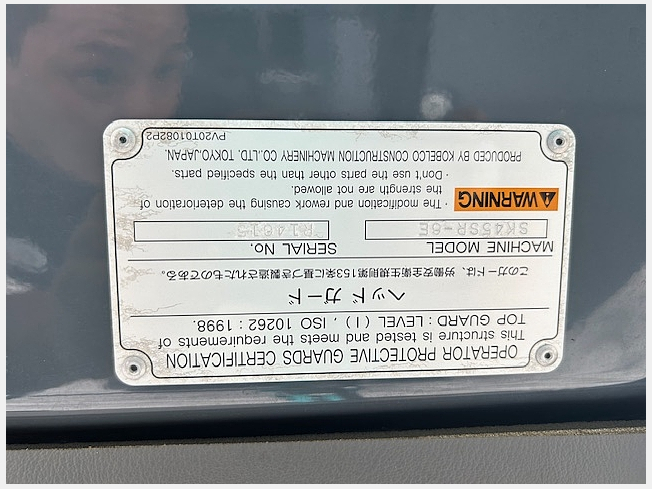 OPERATOR PROTECTIVE GUARDS CERTIFICATION
This structure is tested and meets the requirements of
TOP GUARD : LEVEL (I) , ISO 10262 : 1998.
ヘッド ガード
このガードは、労働安全衛生規則第153条に基づき製造されたものである。
MACHINE MODEL
SERIAL No.
SK45SR-6E
WARNING
· The modification and rework causing the deterioration of
the strength are not allowed.
· Don't use other than the specified parts.
PRODUCED BY KOBELCO CONSTRUCTION MACHINERY CO.,LTD. TOKYO.JAPAN.
PV20T01082P2